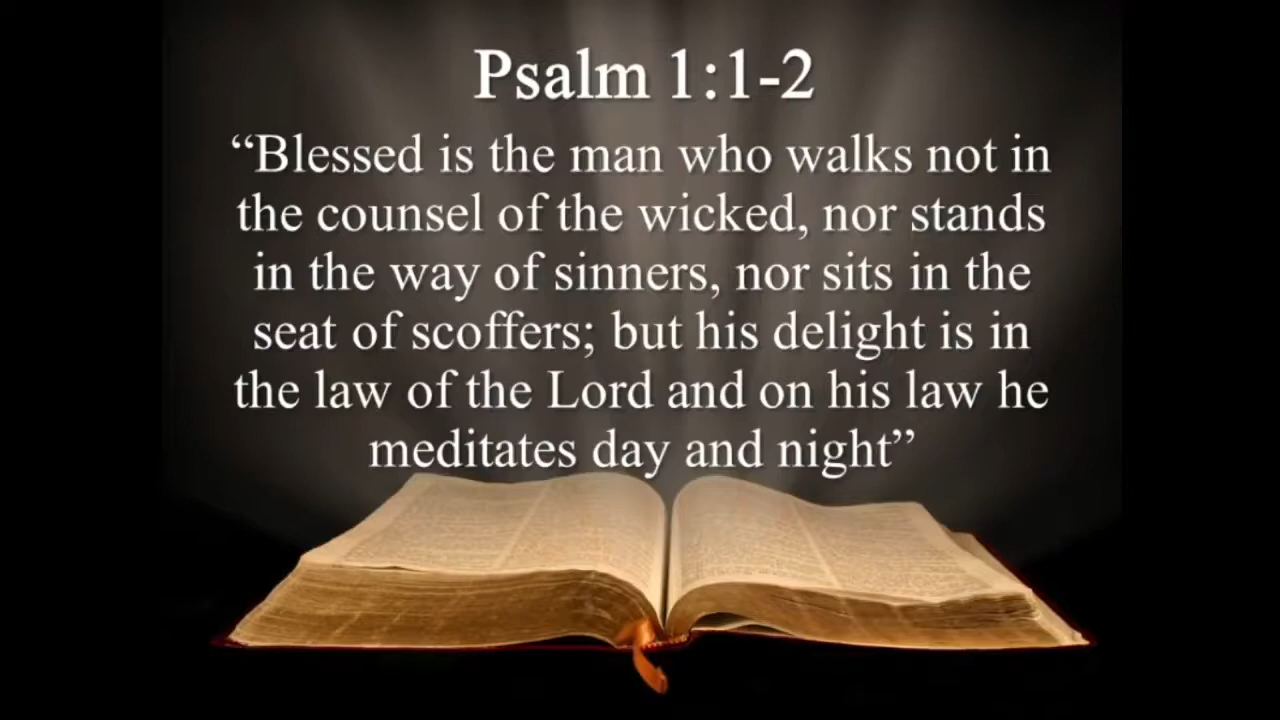 Psalm 1:1-2
“Blessed is the man who walks not in
the counsel of the wicked, nor stands
in the way of sinners, nor sits in the
seat of scoffers; but his delight is in
the law of the Lord and on his law he
meditates day and night”